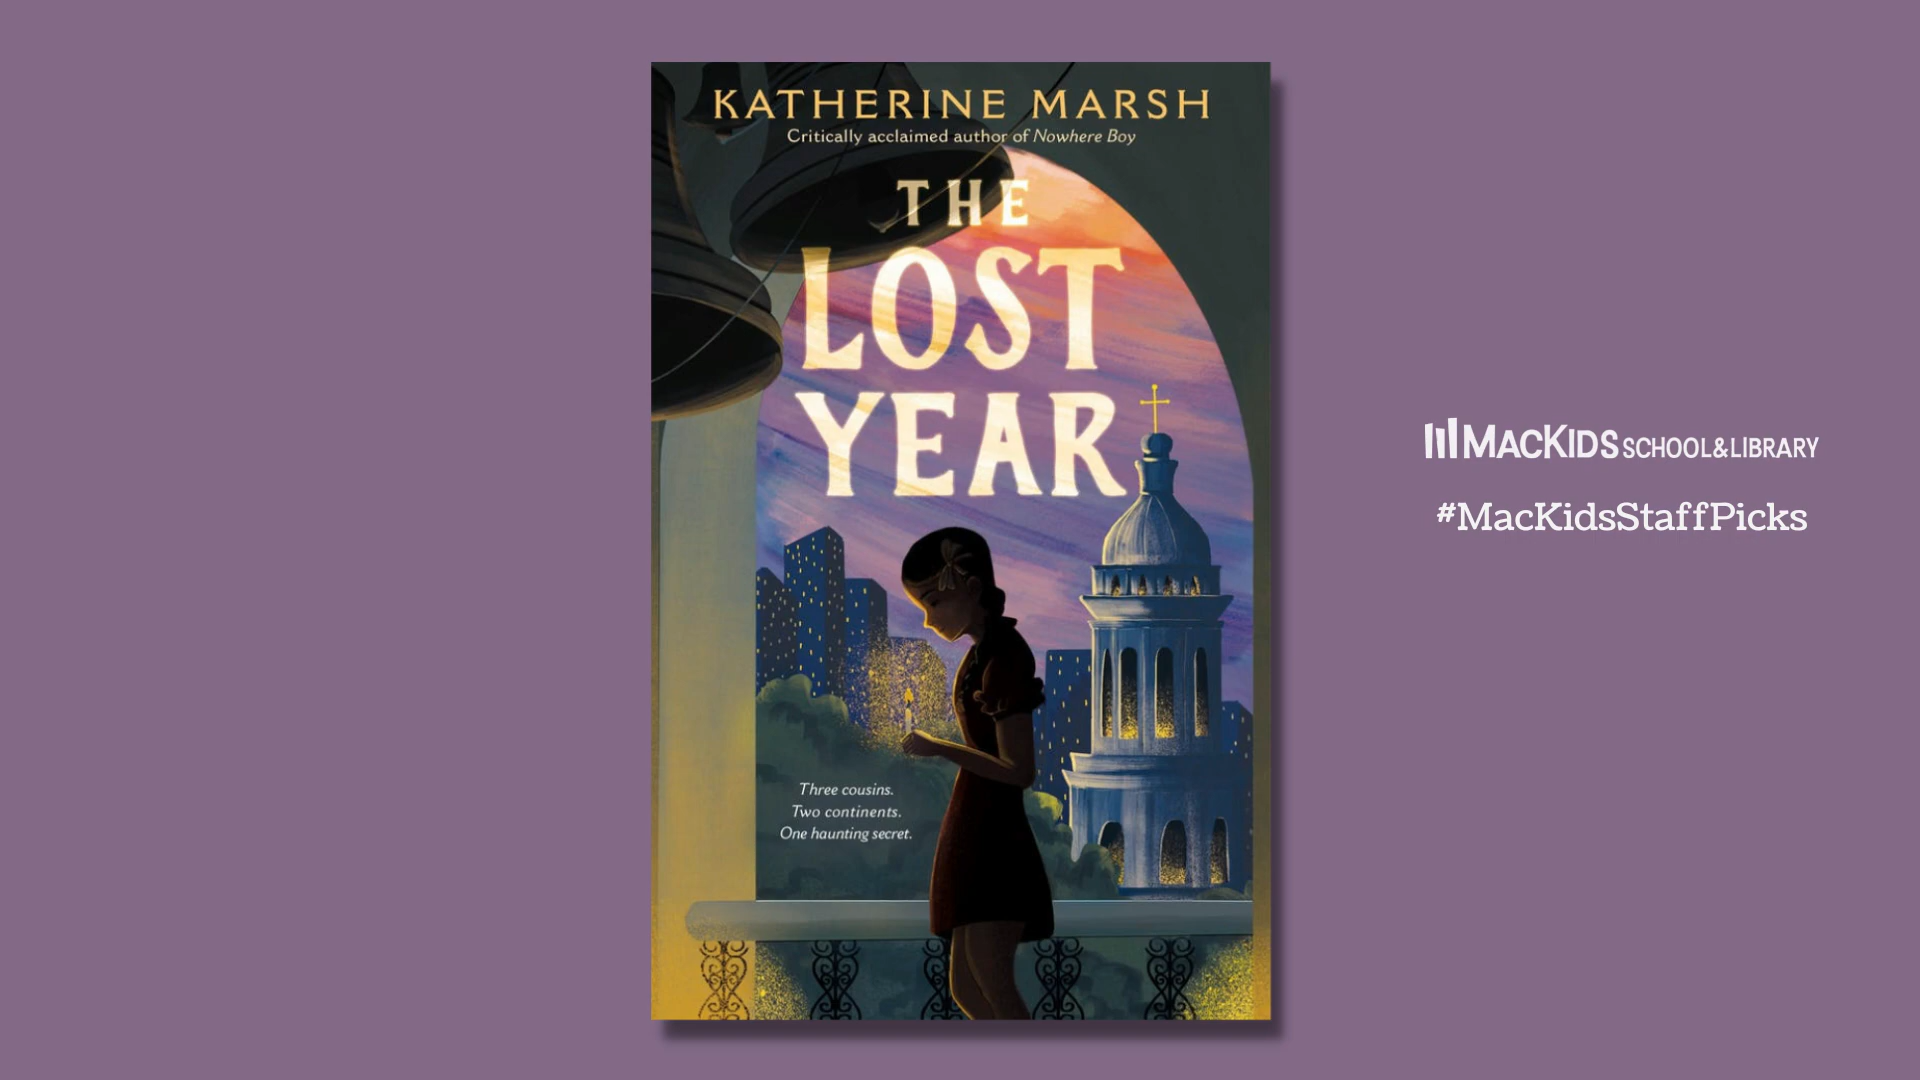 KATHERINE MARSH
Critically acclaimed author of Nowhere Boy
THE
LOST
YEAR
Three cousins.
Two continents.
One haunting secret.
MACKIDS SCHOOL & LIBRARY
#MacKidsStaffPicks